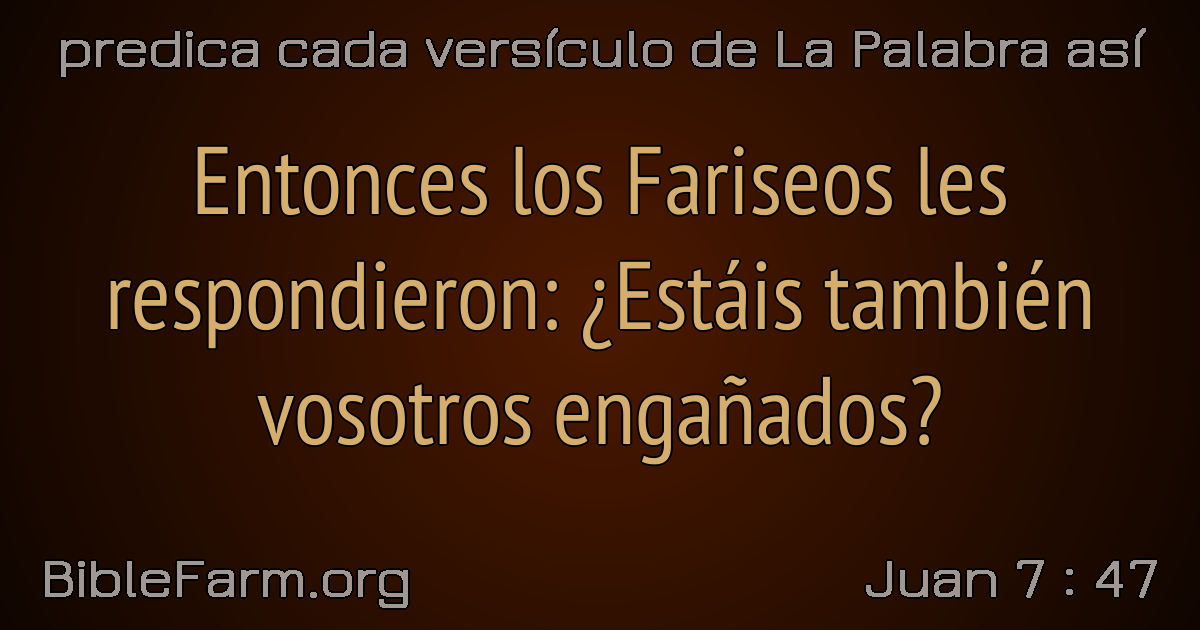 predica cada versículo de La Palabra así
Entonces los Fariseos les
respondieron: ¿Estáis también
vosotros engañados?
BibleFarm.org
Juan 7 : 47